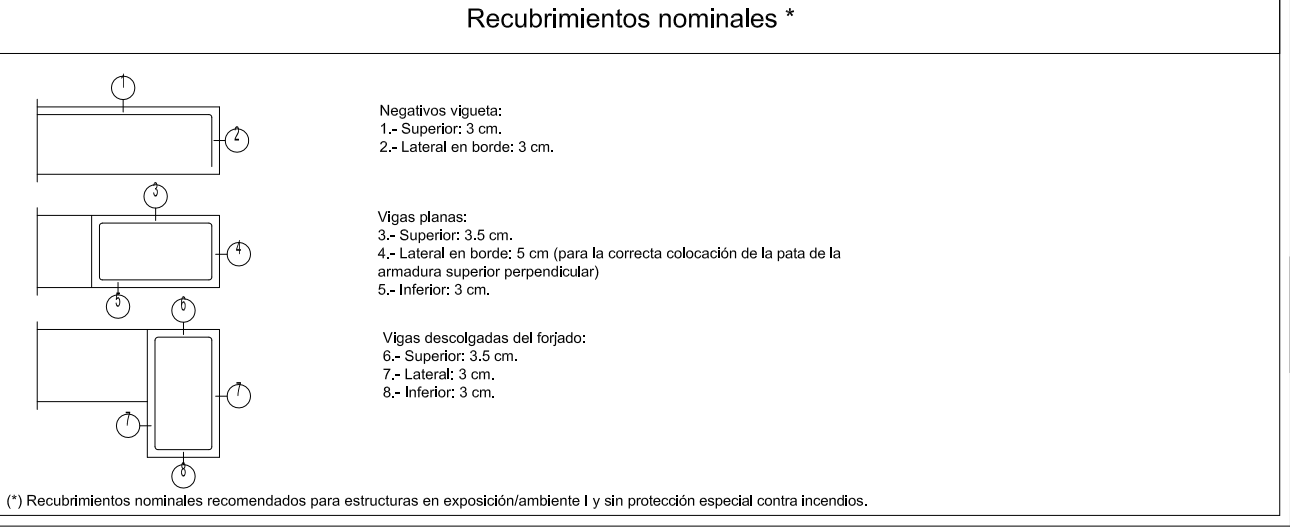 Recubrimientos nominales *
1
2
Negativos vigueta:
1.- Superior: 3 cm.
2.- Lateral en borde: 3 cm.
3
4
5
Vigas planas:
3.- Superior: 3.5 cm.
4.- Lateral en borde: 5 cm (para la correcta colocación de la pata de la
armadura superior perpendicular)
5.- Inferior: 3 cm.
6
7
7
8
Vigas descolgadas del forjado:
6.- Superior: 3.5 cm.
7.- Lateral: 3 cm.
8.- Inferior: 3 cm.
(*) Recubrimientos nominales recomendados para estructuras en exposición/ambiente I y sin protección especial contra incendios.